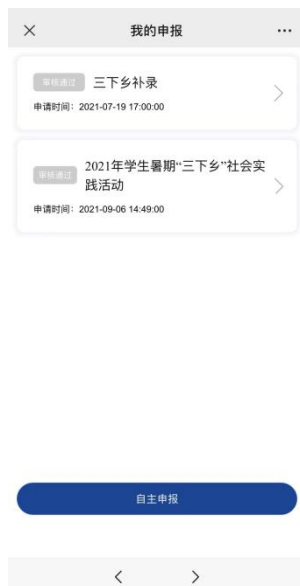 我的申报
审核通过 三下乡补录
申请时间：2021-07-19 17:00:00
审核通过 2021年学生暑期“三下乡”社会实
践活动
申请时间：2021-09-06 14:49:00
自主申报